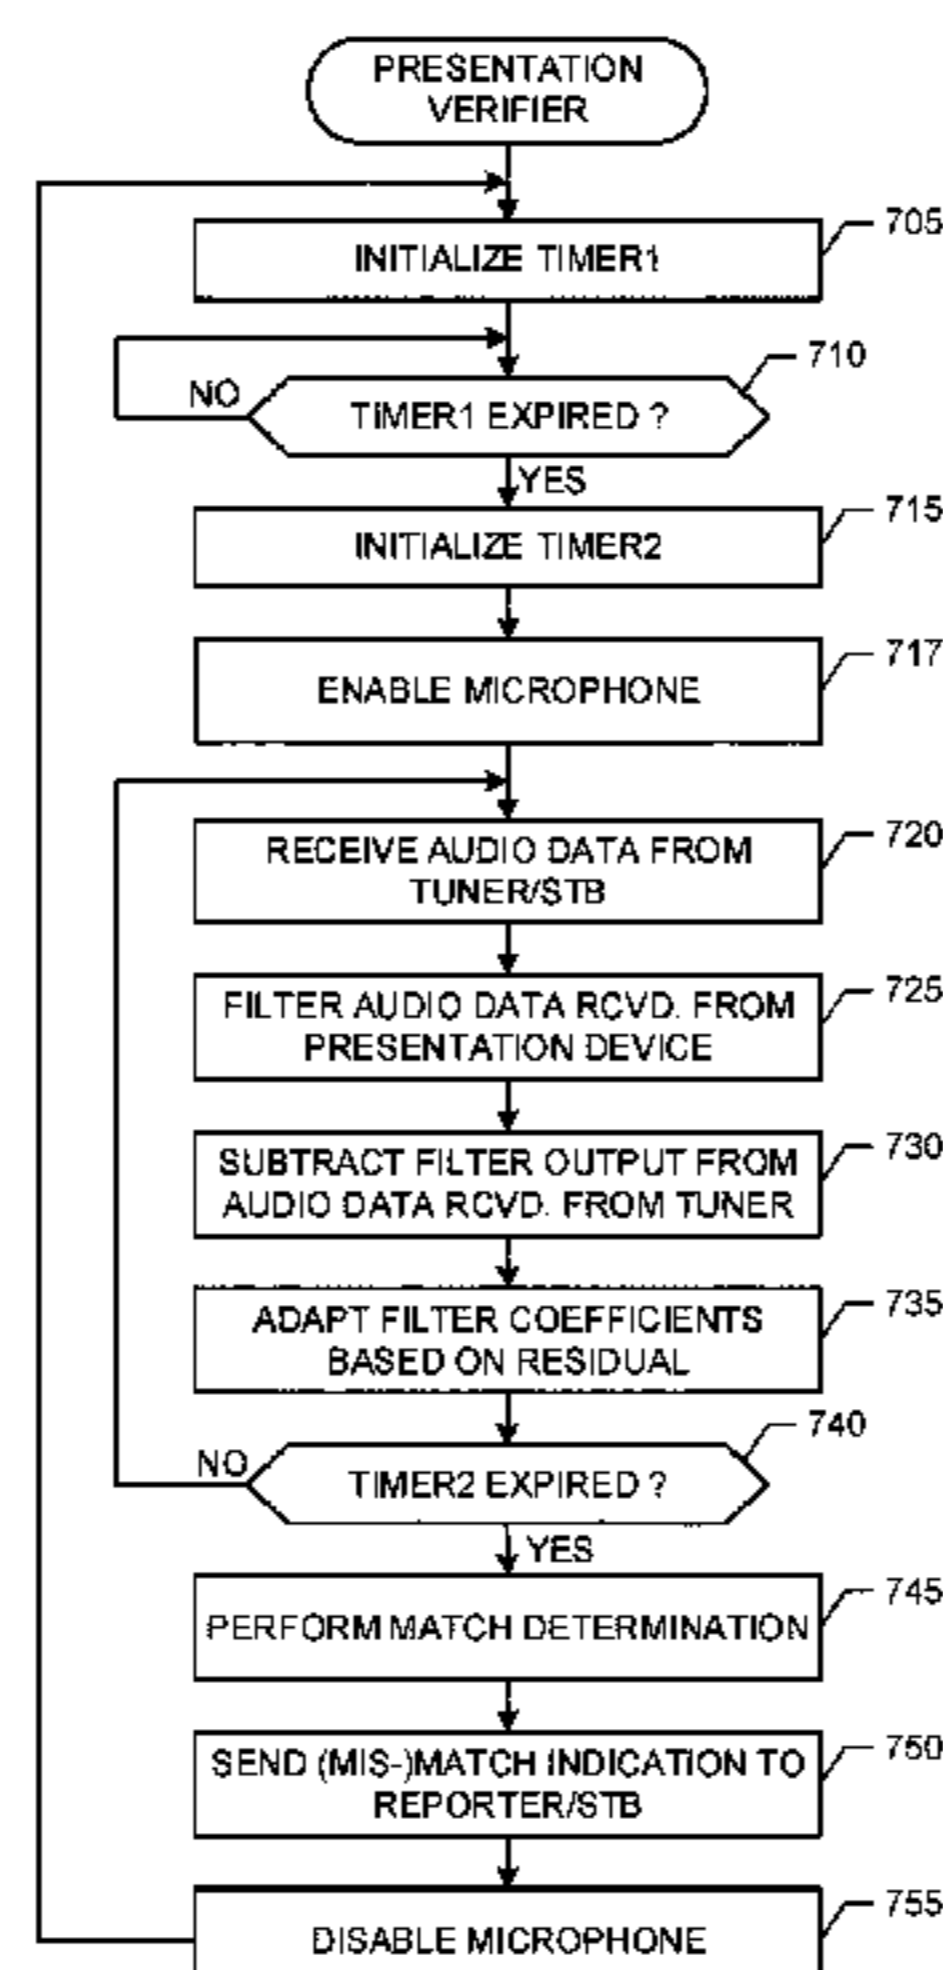 PRESENTATION
VERIFIER
705
INITIALIZE TIMER1
710
NO
TIMER1 EXPIRED ?
YES
715
INITIALIZE TIMER2
717
ENABLE MICROPHONE
720
RECEIVE AUDIO DATA FROM
TUNER/STB
725
FILTER AUDIO DATA RCVD. FROM
PRESENTATION DEVICE
730
SUBTRACT FILTER OUTPUT FROM
AUDIO DATA RCVD. FROM TUNER
735
ADAPT FILTER COEFFICIENTS
BASED ON RESIDUAL
740
NO
TIMER2 EXPIRED ?
YES
745
PERFORM MATCH DETERMINATION
750
SEND (MIS-)MATCH INDICATION TO
REPORTER/STB
755
DISABLE MICROPHONE